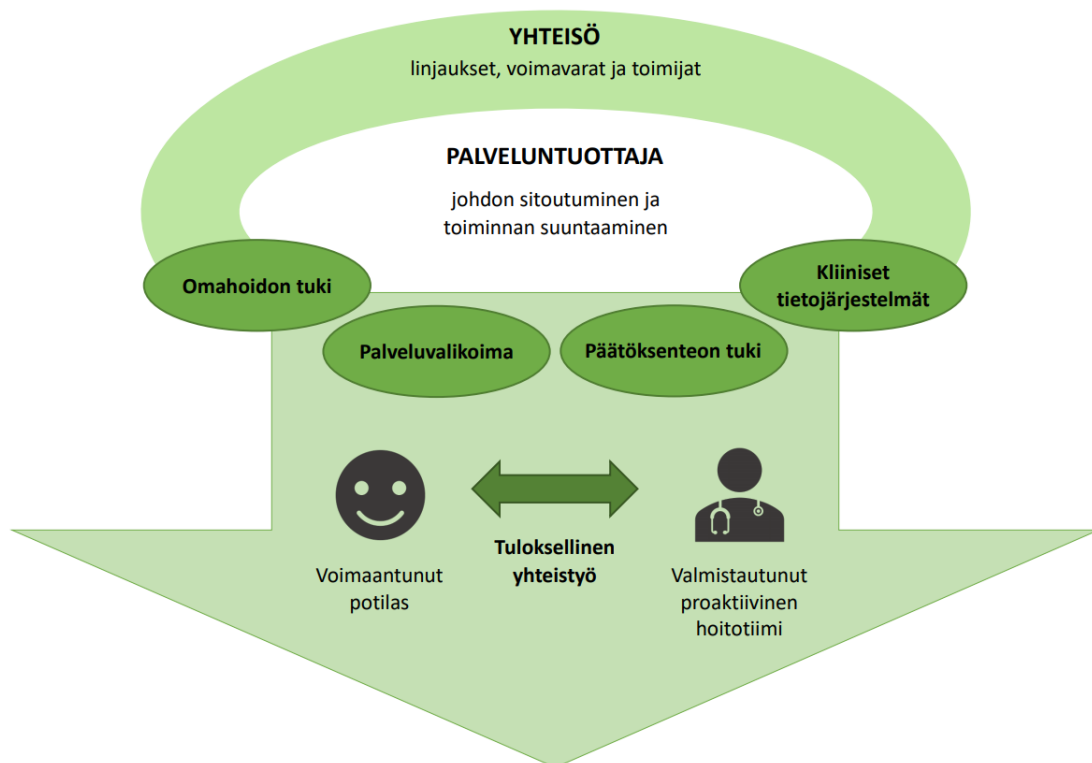 YHTEISÖ
linjaukset, voimavarat ja toimijat
PALVELUNTUOTTAJA
johdon sitoutuminen ja
toiminnan suuntaaminen
Omahoidon tuki
Kliiniset
tietojärjestelmät
Palveluvalikoima
Päätöksenteon tuki
Tuloksellinen
yhteistyö
Voimaantunut
potilas
Valmistautunut
proaktiivinen
hoitotiimi